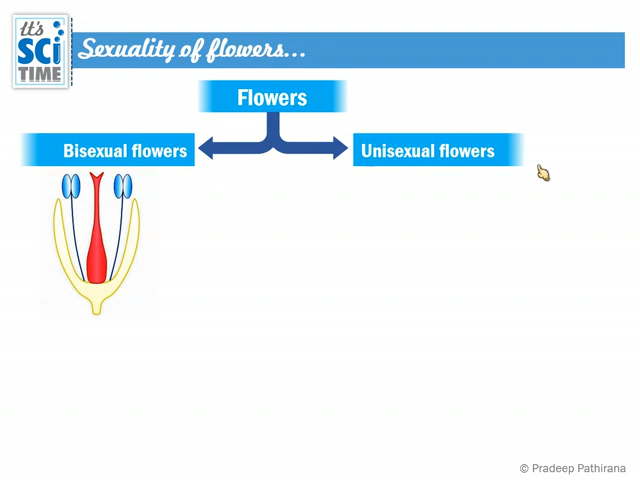 It's
SCi
TIME
Sexuality of flowers...
Flowers
Bisexual flowers
Unisexual flowers
© Pradeep Pathirana